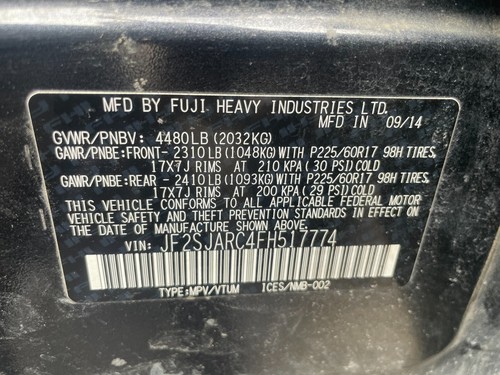 MFD BY FUJI HEAVY INDUSTRIES LTD.
MFD IN 09/14
GVWR/PNBV: 4480LB(2032KG)
GAWR/PNBE:FRONT-2310LB(1048KG)WITH P225/60R17 98H TIRES,
17X7J RIMS AT 210 KPA(30 PSI)COLD
GAWR/PNBE:REAR -2410LB(1093KG)WITH P225/60R17 98H TIRES,
17X7J RIMS AT 200 KPA(29 PSI)COLD
THIS VEHICLE CONFORMS TO ALL APPLICABLE FEDERAL MOTOR
VEHICLE SAFETY AND THEFT PREVENTION STANDARDS IN EFFECT
ON THE DATE OF MANUFACTURE SHOWN ABOVE.
VIN: JF2SJARC4FH517774
TYPE:MPV/VTUM ICES/NMB-002